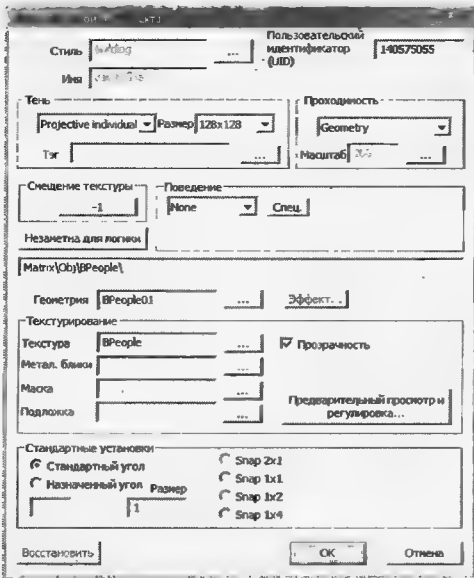 Стиль
...
Пользовательский идентификатор (UID)
140575055
Имя
Тень
Projective individual
Размер
128x128
Тэг
...
Проходимость
Geometry
Масштаб
...
Смещение текстуры
-1
Незаметна для логики
Поведение
None
Спец.
Matrix\Obj\BPeople\
Геометрия
BPeople01
...
Эффект...
Текстурирование
Текстура
BPeople
...
Прозрачность
Метал. блики
...
Маска
...
Подложка
...
Предварительный просмотр и регулировка...
Стандартные установки
Стандартный угол
Назначенный угол
Размер
1
Snap 2x1
Snap 1x1
Snap 1x2
Snap 1x4
Восстановить
OK
Отмена